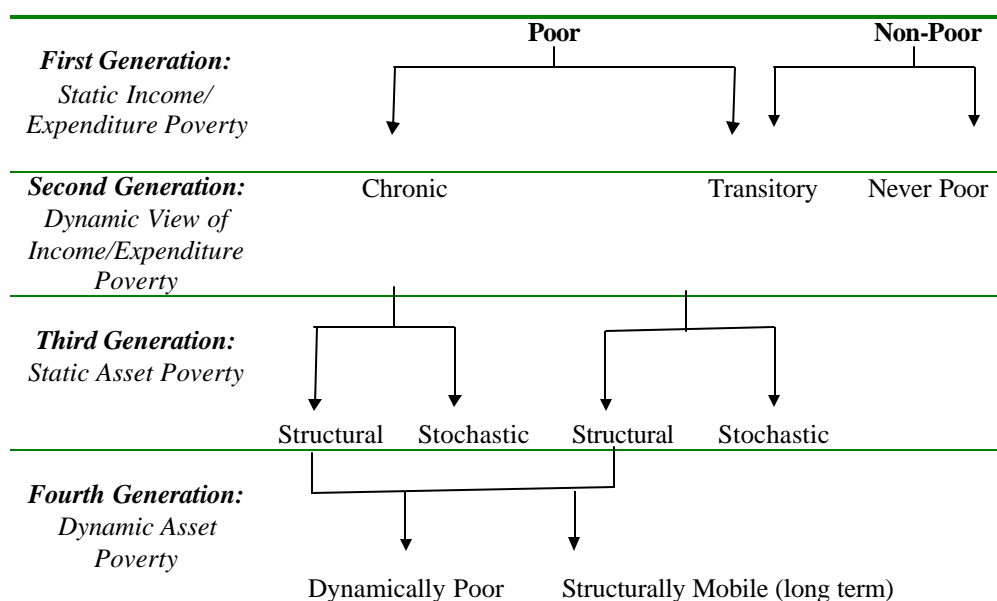 Poor Non-Poor
First Generation:
Static Income/
Expenditure Poverty
Second Generation: Chronic Transitory Never Poor
Dynamic View of
Income/Expenditure
Poverty
Third Generation:
Static Asset Poverty
Structural Stochastic Structural Stochastic
Fourth Generation:
Dynamic Asset
Poverty
Dynamically Poor Structurally Mobile (long term)